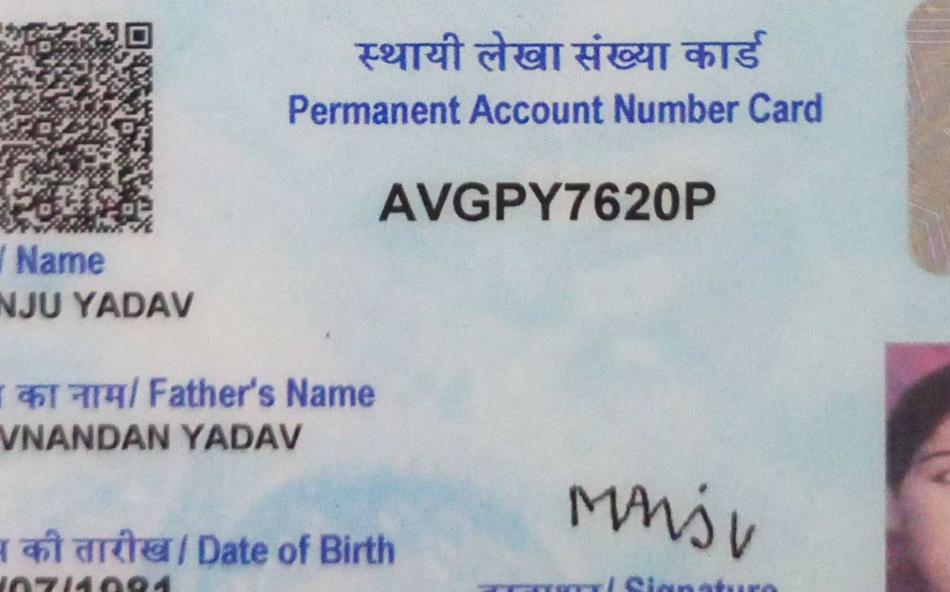 स्थायी लेखा संख्या कार्ड
Permanent Account Number Card
AVGPY7620P
/ Name
NJU YADAV
का नाम/ Father's Name
VNANDAN YADAV
की तारीख / Date of Birth
/07/1981
MANJU
/ Signature